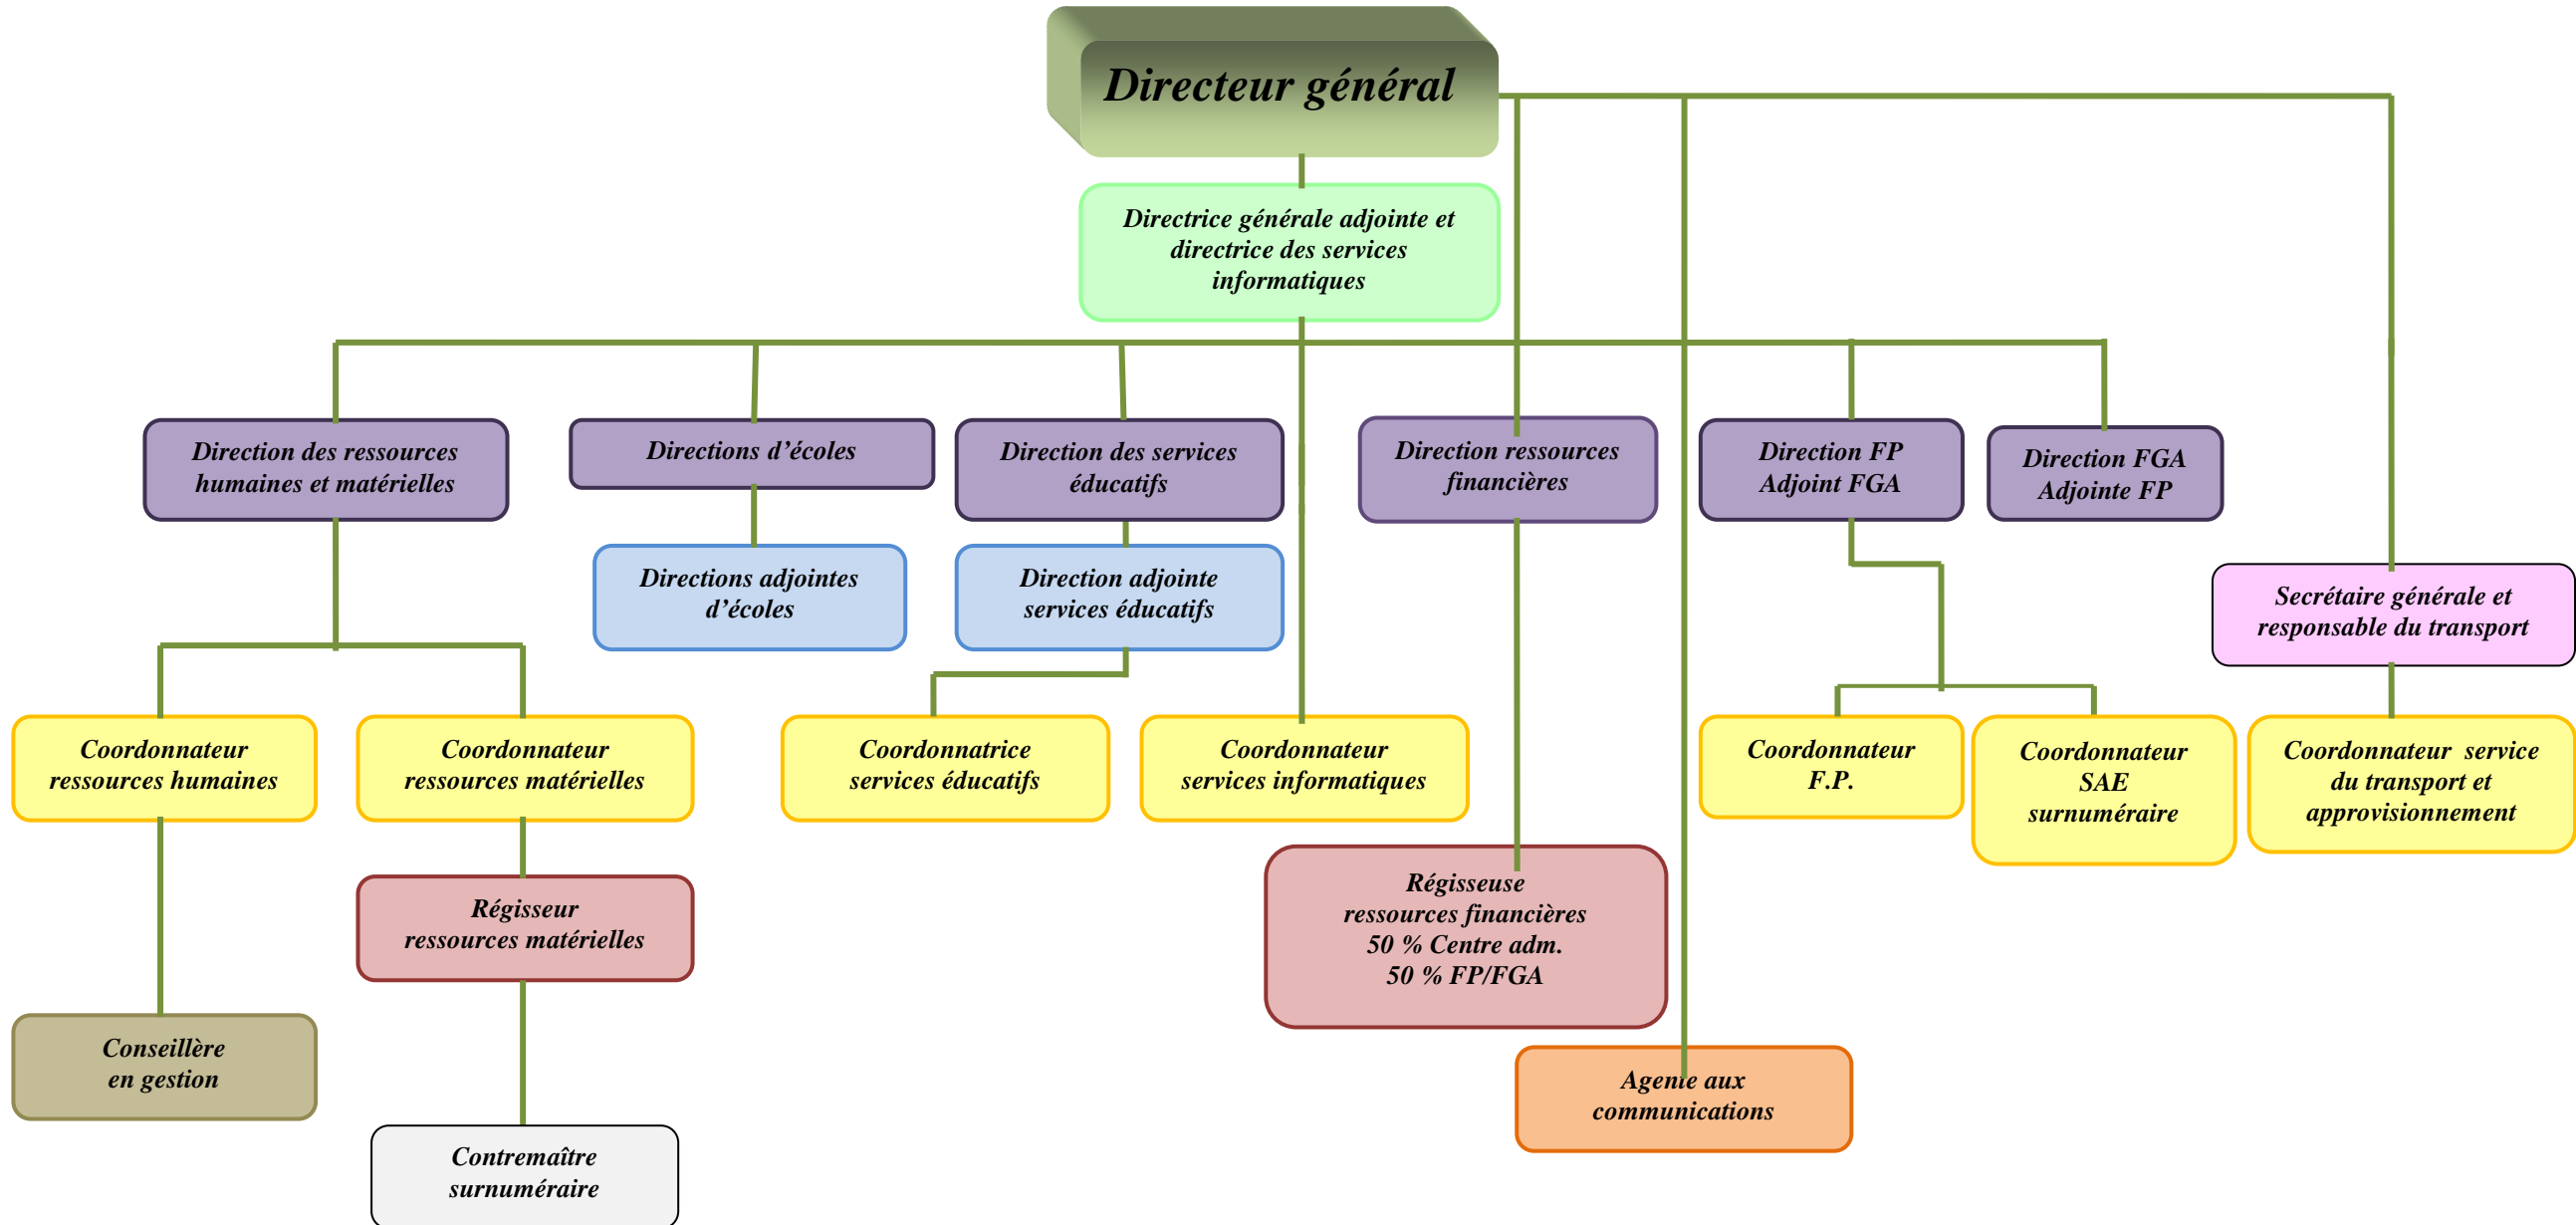 Directeur général
Directrice générale adjointe et
directrice des services
informatiques
Direction des ressources
humaines et matérielles
Directions d’écoles
Direction des services
éducatifs
Direction ressources
financières
Direction FP
Adjoint FGA
Direction FGA
Adjointe FP
Directions adjointes
d’écoles
Direction adjointe
services éducatifs
Secrétaire générale et
responsable du transport
Coordonnateur
ressources humaines
Coordonnateur
ressources matérielles
Coordonnatrice
services éducatifs
Coordonnateur
services informatiques
Coordonnateur
F.P.
Coordonnateur
SAE
surnuméraire
Coordonnateur service
du transport et
approvisionnement
Régisseur
ressources matérielles
Régisseuse
ressources financières
50 % Centre adm.
50 % FP/FGA
Conseillère
en gestion
Agente aux
communications
Contremaître
surnuméraire